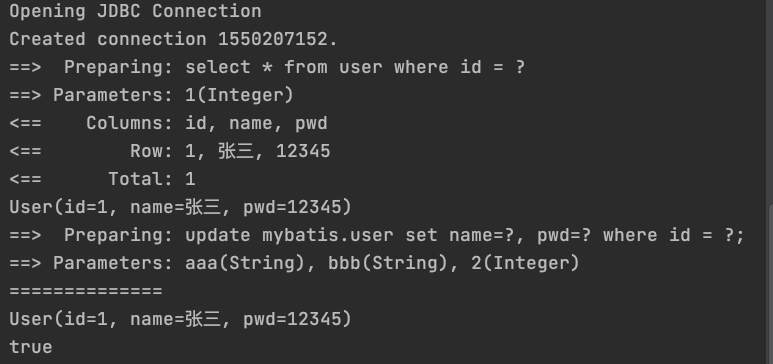 Opening JDBC Connection
Created connection 1550207152.
==>  Preparing: select * from user where id = ?
==> Parameters: 1(Integer)
<==    Columns: id, name, pwd
<==        Row: 1, 张三, 12345
<==      Total: 1
User(id=1, name=张三, pwd=12345)
==>  Preparing: update mybatis.user set name=?, pwd=? where id = ?;
==> Parameters: aaa(String), bbb(String), 2(Integer)
==============
User(id=1, name=张三, pwd=12345)
true